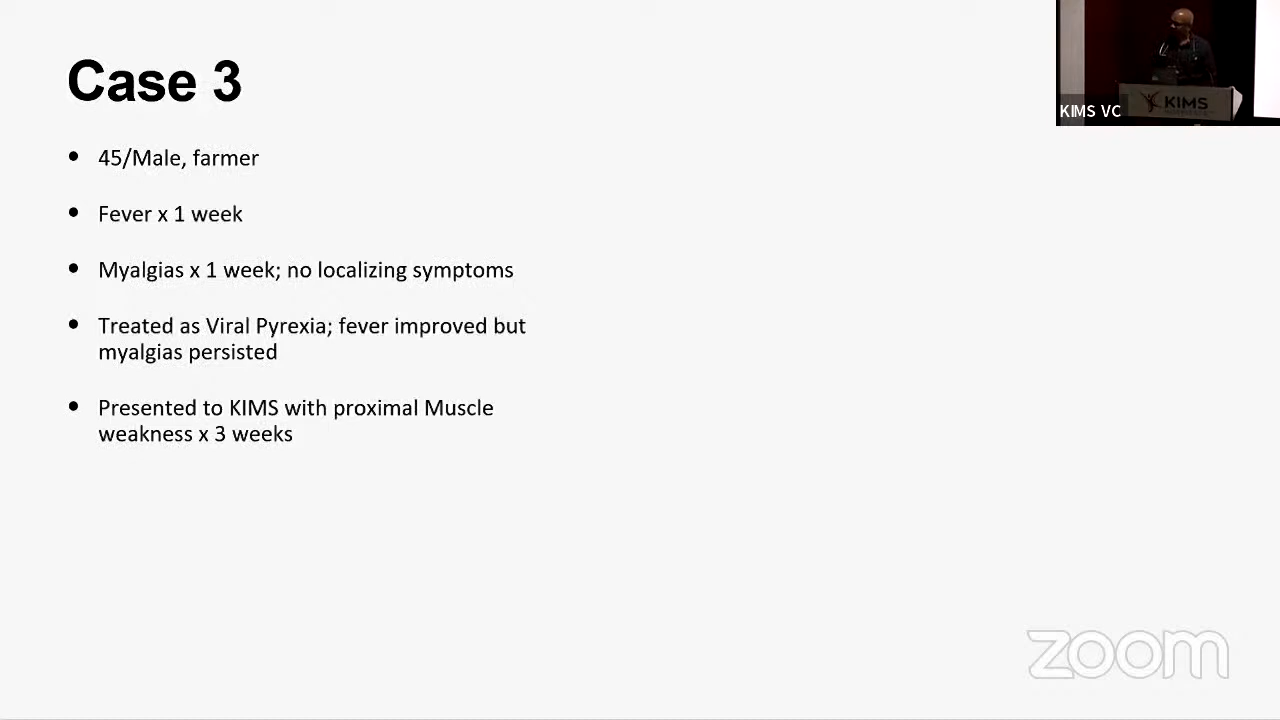 Case 3
• 45/Male, farmer
• Fever x 1 week
• Myalgias x 1 week; no localizing symptoms
• Treated as Viral Pyrexia; fever improved but
myalgias persisted
• Presented to KIMS with proximal Muscle
weakness x 3 weeks
KIMS
KIMS VC
zoom